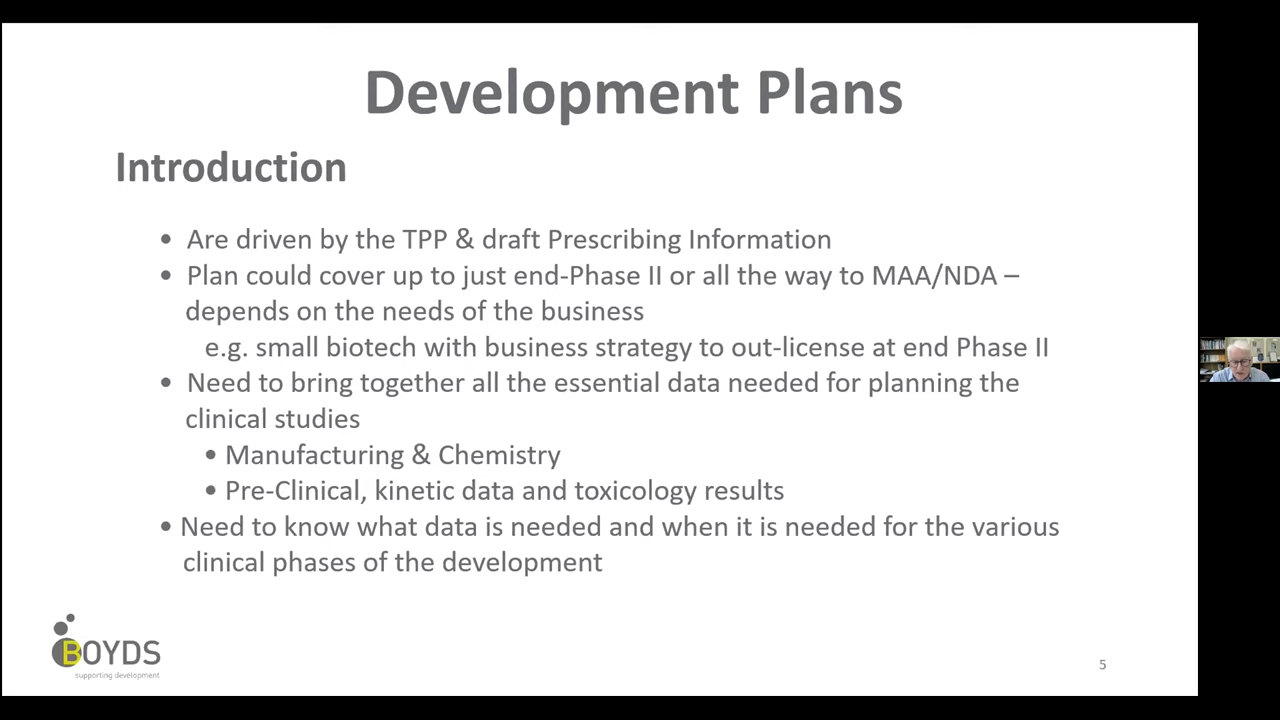 Development Plans
Introduction
• Are driven by the TPP & draft Prescribing Information
• Plan could cover up to just end-Phase II or all the way to MAA/NDA –
depends on the needs of the business
e.g. small biotech with business strategy to out-license at end Phase II
• Need to bring together all the essential data needed for planning the
clinical studies
• Manufacturing & Chemistry
• Pre-Clinical, kinetic data and toxicology results
• Need to know what data is needed and when it is needed for the various
clinical phases of the development
BOYDS
supporting development
5